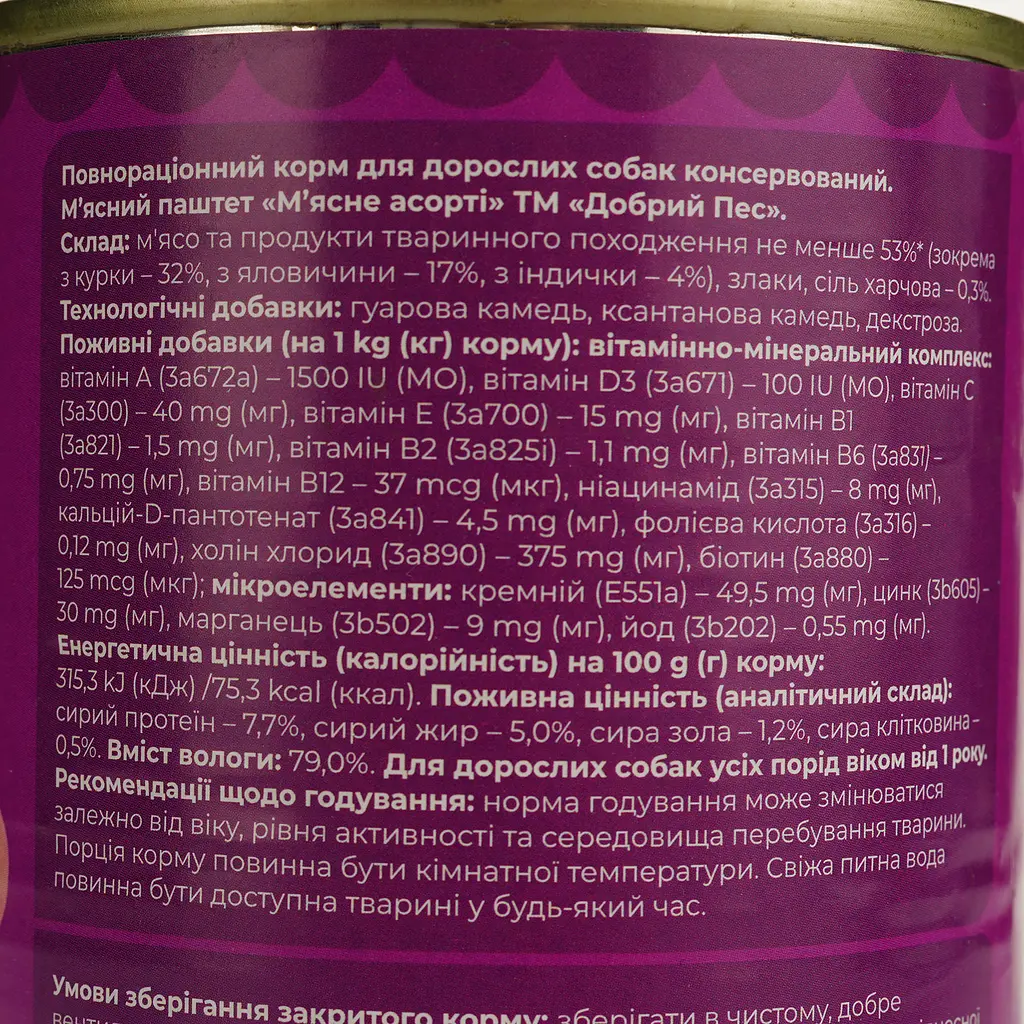 Повнораціонний корм для дорослих собак консервований.
М'ясний паштет «М'ясне асорті» ТМ «Добрий Пес».
Склад: м'ясо та продукти тваринного походження не менше 53%* (зокрема
з курки – 32%, з яловичини – 17%, з індички – 4%), злаки, сіль харчова – 0,3%.
Технологічні добавки: гуарова камедь, ксантанова камедь, декстроза.
Поживні добавки (на 1 kg (кг) корму): вітамінно-мінеральний комплекс:
вітамін А (3а672а) – 1500 IU (МО), вітамін D3 (3а671) – 100 IU (МО), вітамін С
(3а300) – 40 mg (мг), вітамін Е (3а700) – 15 mg (мг), вітамін В1
(3а821) – 1,5 mg (мг), вітамін В2 (3а825і) – 1,1 mg (мг), вітамін В6 (3а831) –
0,75 mg (мг), вітамін В12 – 37 mcg (мкг), ніацинамід (3а315) – 8 mg (мг),
кальцій-D-пантотенат (3а841) – 4,5 mg (мг), фолієва кислота (3а316) –
0,12 mg (мг), холін хлорид (3а890) – 375 mg (мг), біотин (3а880) –
125 mcg (мкг); мікроелементи: кремній (Е551а) – 49,5 mg (мг), цинк (3b605) –
30 mg (мг), марганець (3b502) – 9 mg (мг), йод (3b202) – 0,55 mg (мг).
Енергетична цінність (калорійність) на 100 g (г) корму:
315,3 kJ (кДж) /75,3 kcal (ккал). Поживна цінність (аналітичний склад):
сирий протеїн – 7,7%, сирий жир – 5,0%, сира зола – 1,2%, сира клітковина –
0,5%. Вміст вологи: 79,0%. Для дорослих собак усіх порід віком від 1 року.
Рекомендації щодо годування: норма годування може змінюватися
залежно від віку, рівня активності та середовища перебування тварини.
Порція корму повинна бути кімнатної температури. Свіжа питна вода
повинна бути доступна тварині у будь-який час.
Умови зберігання закритого корму: зберігати в чистому, добре